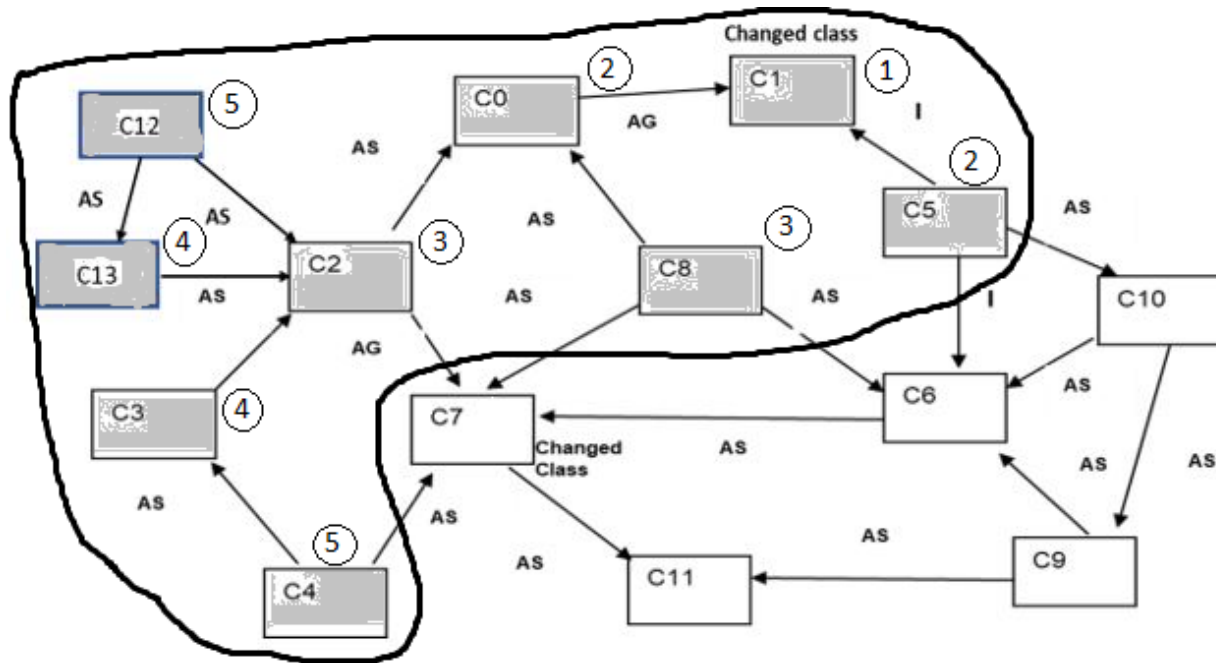 Changed class
2
1
C0
C1
5
C12
AG
I
AS
2
AS
AS
AS
AS
C5
4
3
3
C13
C2
C8
AS
AS
AS
I
C10
AG
C3
4
C7
C6
AS
Changed
Class
AS
AS
AS
AS
AS
5
AS
AS
C4
C11
C9